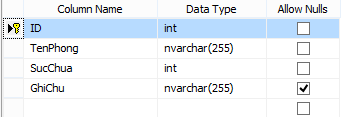 Column Name Data Type Allow Nulls
ID int
TenPhong nvarchar(255)
SucChua int
GhiChu nvarchar(255)